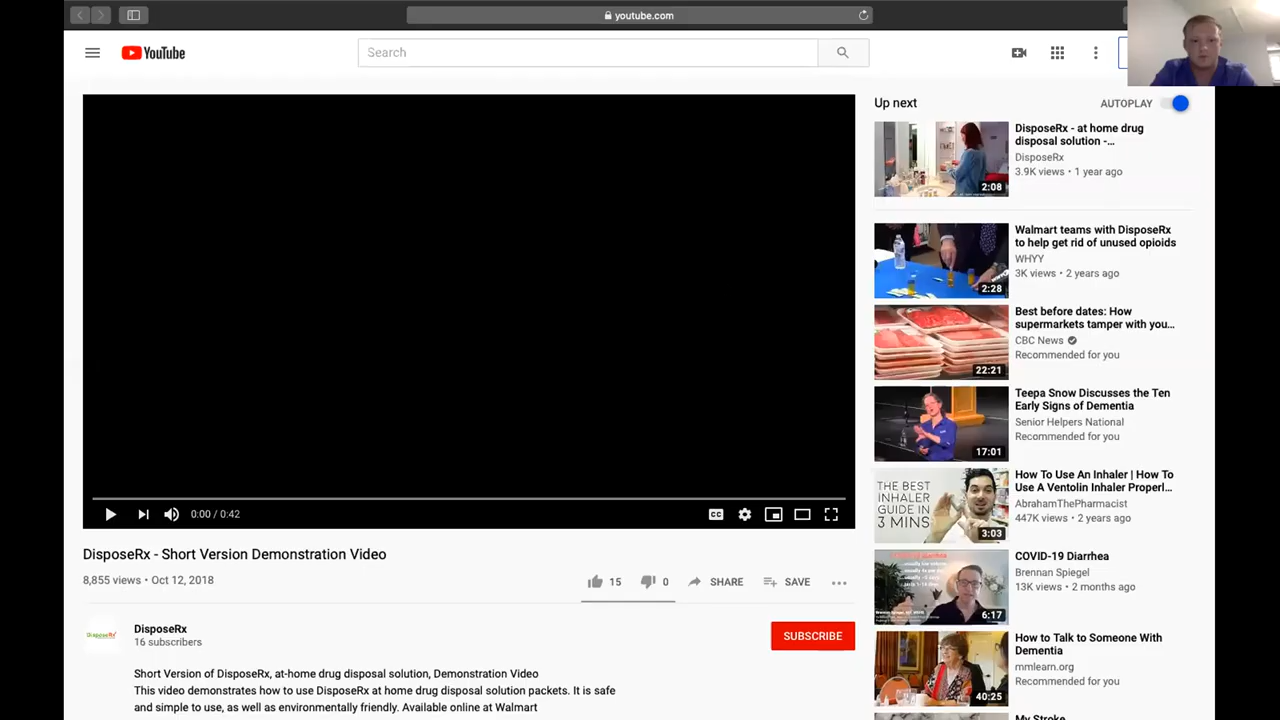 youtube.com
YouTube
Search
Up next
AUTOPLAY
DisposeRx - at home drug
disposal solution -...
DisposeRx
3.9K views • 1 year ago
2:08
Walmart teams with DisposeRx
to help get rid of unused opioids
WHYY
3K views • 2 years ago
2:28
Best before dates: How
supermarkets tamper with you...
CBC News
Recommended for you
22:21
Teepa Snow Discusses the Ten
Early Signs of Dementia
Senior Helpers National
Recommended for you
17:01
THE BEST
INHALER
GUIDE IN
3 MINS
3:03
How To Use An Inhaler | How To
Use A Ventolin Inhaler Properl...
AbrahamThePharmacist
447K views • 2 years ago
COVID-19 Diarrhea
Brennan Spiegel
13K views • 2 months ago
6:17
How to Talk to Someone With
Dementia
mmlearn.org
Recommended for you
40:25
My Stroke
0:00 / 0:42
CC
DisposeRx - Short Version Demonstration Video
8,855 views • Oct 12, 2018
15
0
SHARE
SAVE
DisposeRx
DisposeRx
16 subscribers
SUBSCRIBE
Short Version of DisposeRx, at-home drug disposal solution, Demonstration Video
This video demonstrates how to use DisposeRx at home drug disposal solution packets. It is safe
and simple to use, as well as environmentally friendly. Available online at Walmart